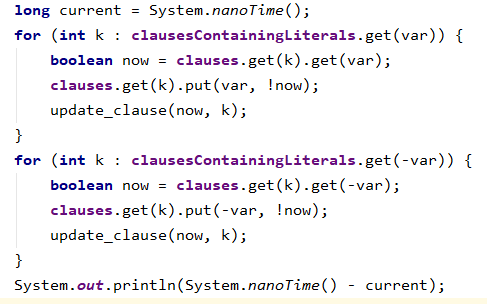 long current = System.nanoTime();
for (int k : clausesContainingLiterals.get(var)) {
    boolean now = clauses.get(k).get(var);
    clauses.get(k).put(var, !now);
    update_clause(now, k);
}
for (int k : clausesContainingLiterals.get(-var)) {
    boolean now = clauses.get(k).get(-var);
    clauses.get(k).put(-var, !now);
    update_clause(now, k);
}
System.out.println(System.nanoTime() - current);